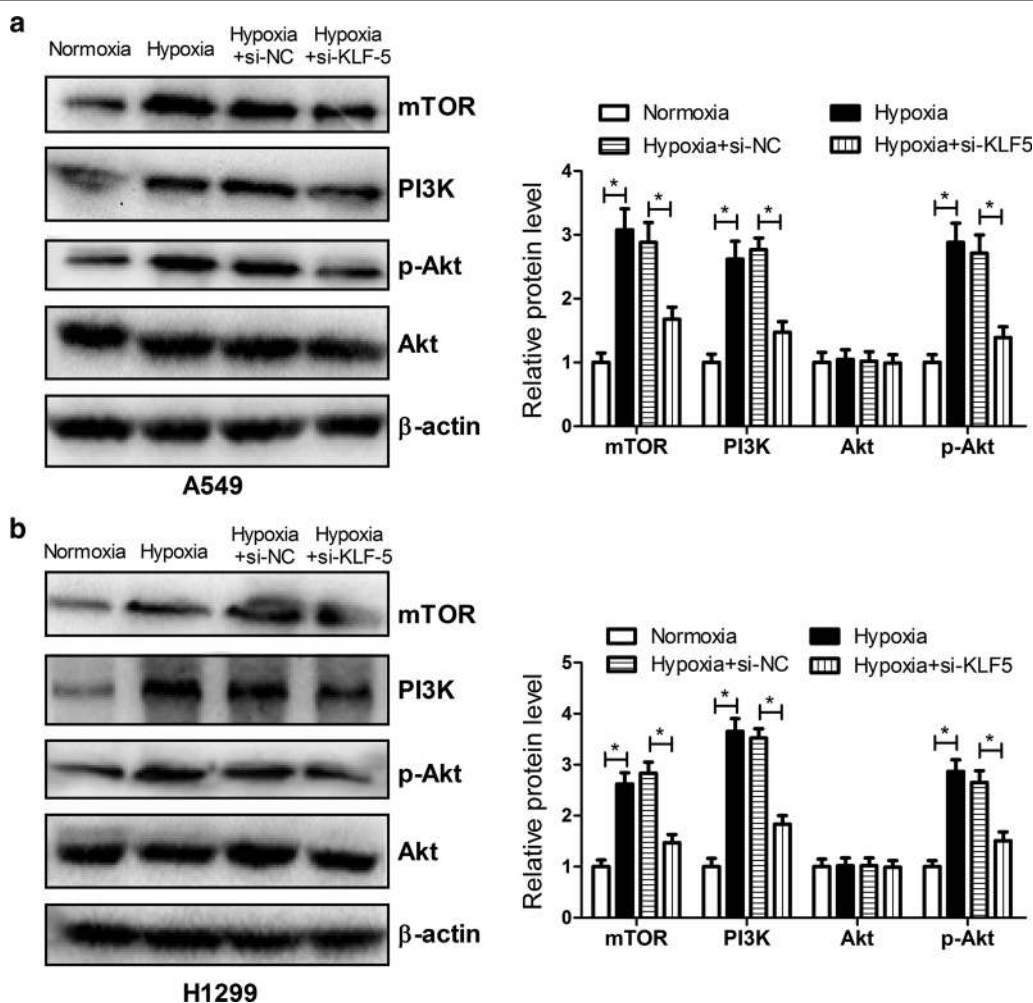 a
Normoxia Hypoxia Hypoxia +si-NC Hypoxia +si-KLF-5
mTOR
PI3K
p-Akt
Akt
β-actin
A549
Normoxia Hypoxia
Hypoxia+si-NC Hypoxia+si-KLF5
Relative protein level
4
3
2
1
0
* * * * * *
mTOR PI3K Akt p-Akt
b
Normoxia Hypoxia Hypoxia +si-NC Hypoxia +si-KLF-5
mTOR
PI3K
p-Akt
Akt
β-actin
H1299
Normoxia Hypoxia
Hypoxia+si-NC Hypoxia+si-KLF5
Relative protein level
5
4
3
2
1
0
* * * * * *
mTOR PI3K Akt p-Akt